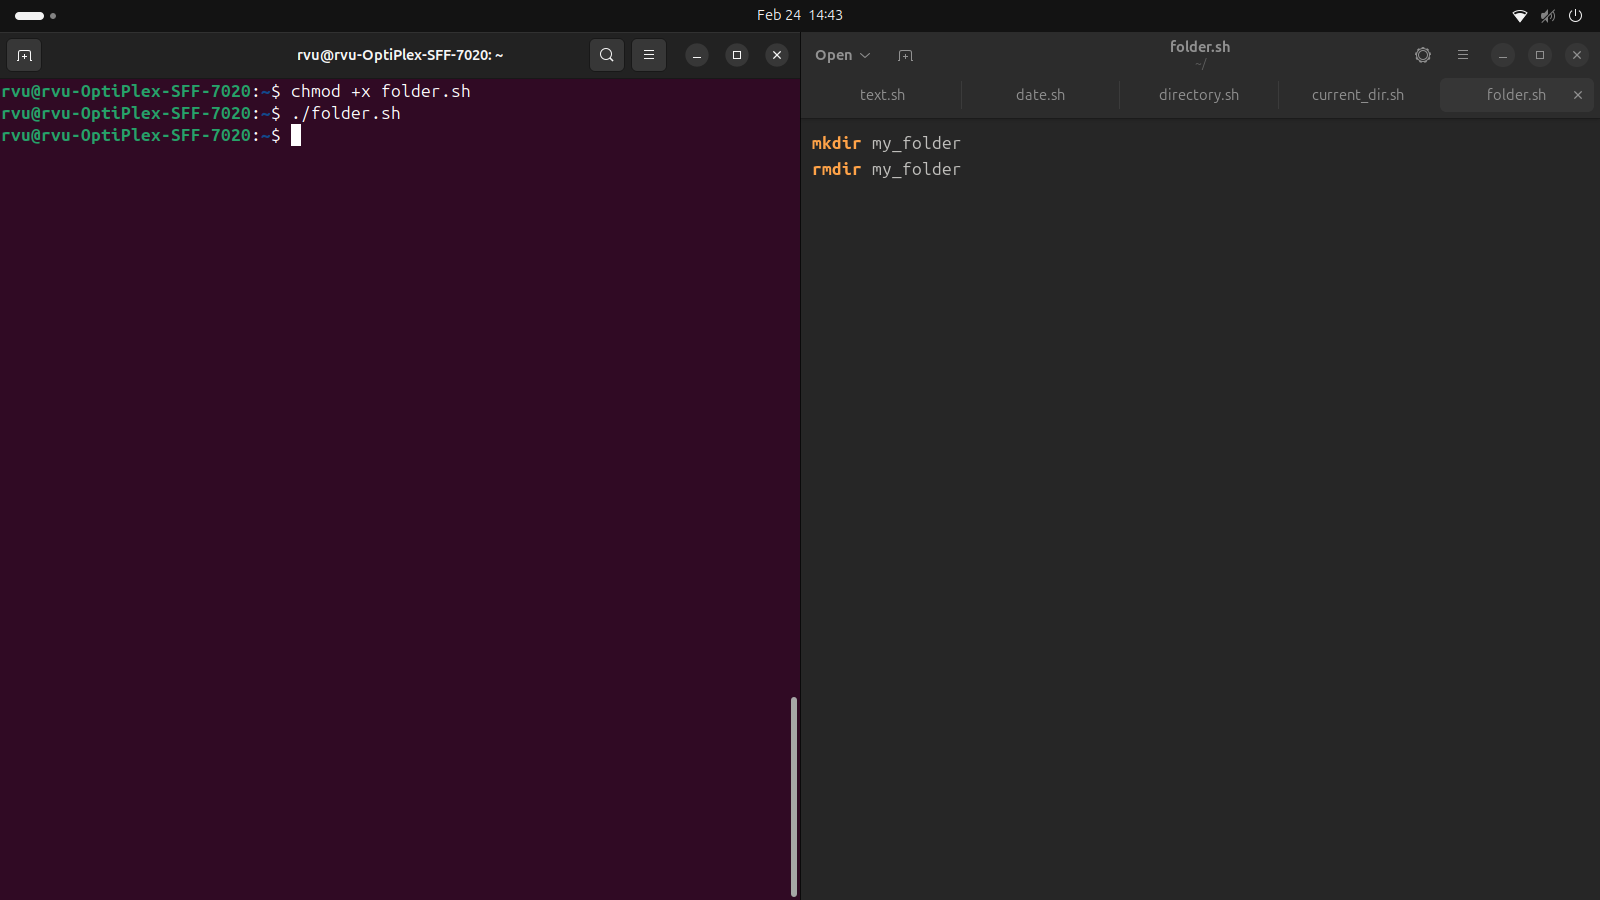 Feb 24 14:43
rvu@rvu-OptiPlex-SFF-7020: ~
rvu@rvu-OptiPlex-SFF-7020:~$ chmod +x folder.sh
rvu@rvu-OptiPlex-SFF-7020:~$ ./folder.sh
rvu@rvu-OptiPlex-SFF-7020:~$
Open
folder.sh
~/
text.sh
date.sh
directory.sh
current_dir.sh
folder.sh
mkdir my_folder
rmdir my_folder